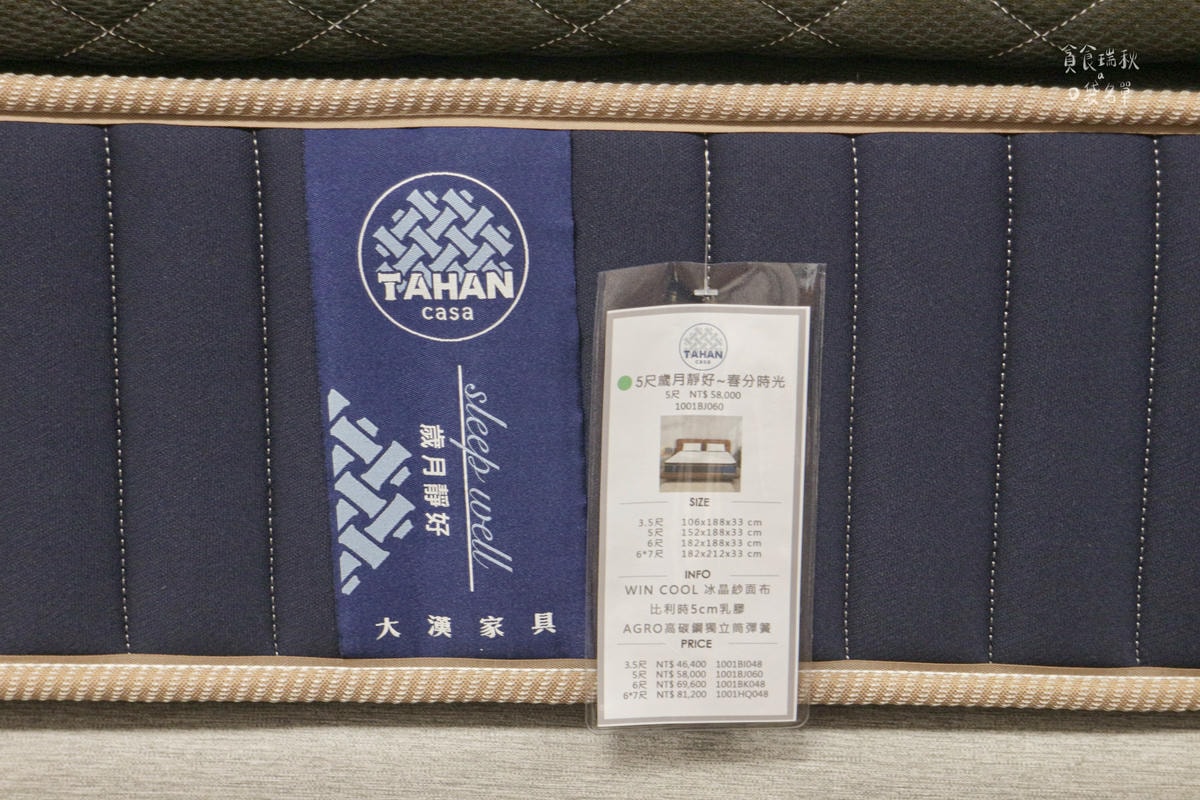 貪食瑞秋
a
口袋名單
TAHAN
casa
sleep well
歲月靜好
大漢家具
TAHAN
casa
5尺歲月靜好~春分時光
5尺 NT$ 58,000
1001BJ060
SIZE
3.5尺 106x188x33 cm
5尺 152x188x33 cm
6尺 182x188x33 cm
6*7尺 182x212x33 cm
INFO
WIN COOL 冰晶紗面布
比利時5cm乳膠
AGRO高碳鋼獨立筒彈簧
PRICE
3.5尺 NT$ 46,400 1001BI048
5尺 NT$ 58,000 1001BJ060
6尺 NT$ 69,600 1001BK048
6*7尺 NT$ 81,200 1001HQ048